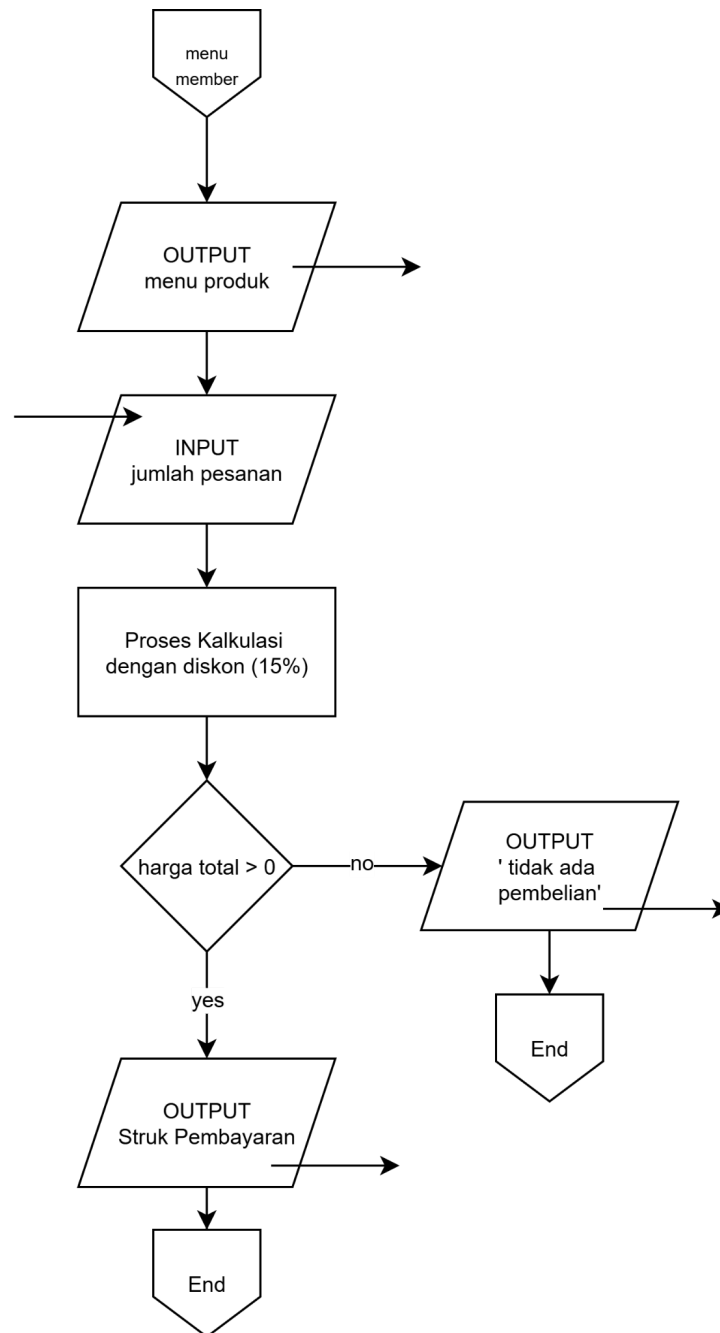 menu
member
OUTPUT
menu produk
INPUT
jumlah pesanan
Proses Kalkulasi
dengan diskon (15%)
harga total > 0
no
OUTPUT
' tidak ada
pembelian'
End
yes
OUTPUT
Struk Pembayaran
End